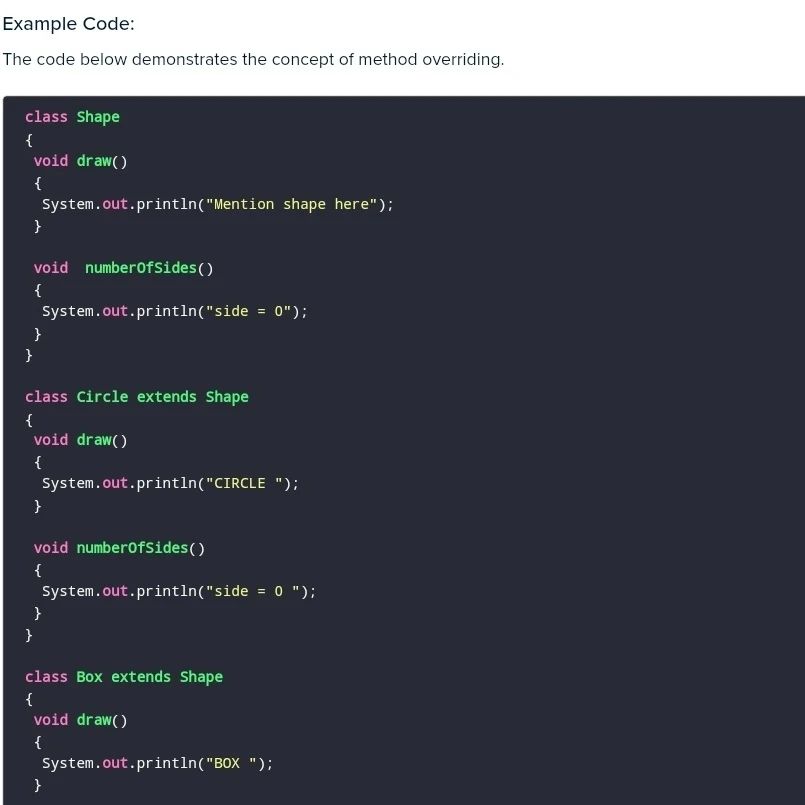 Example Code:
The code below demonstrates the concept of method overriding.
class Shape
{
void draw()
{
System.out.println("Mention shape here");
}
void  numberOfSides()
{
System.out.println("side = 0");
}
}
class Circle extends Shape
{
void draw()
{
System.out.println("CIRCLE ");
}
void numberOfSides()
{
System.out.println("side = 0 ");
}
}
class Box extends Shape
{
void draw()
{
System.out.println("BOX ");
}